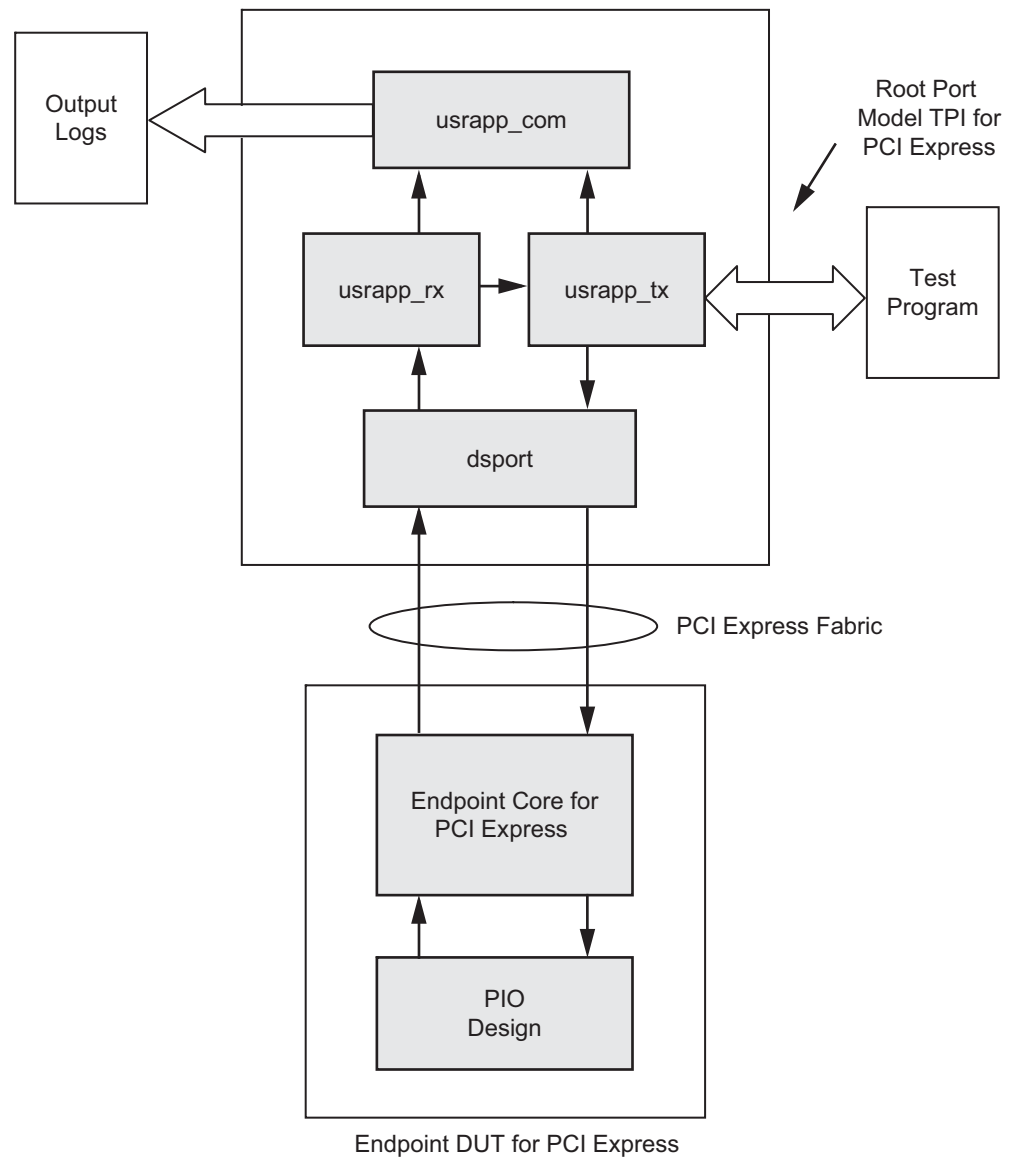 Output
Logs
usrapp_com
Root Port
Model TPI for
PCI Express
usrapp_rx
usrapp_tx
Test
Program
dsport
PCI Express Fabric
Endpoint Core for
PCI Express
PIO
Design
Endpoint DUT for PCI Express